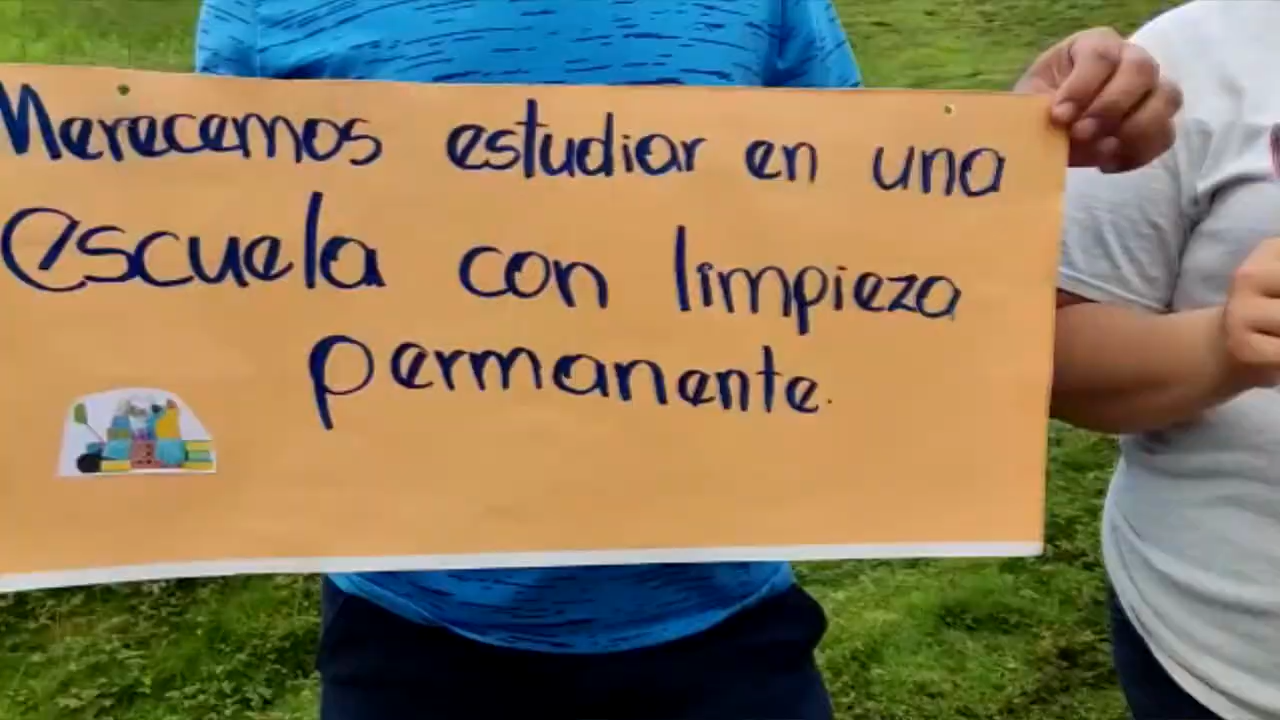 Merecemos estudiar en una
escuela con limpieza
permanente.